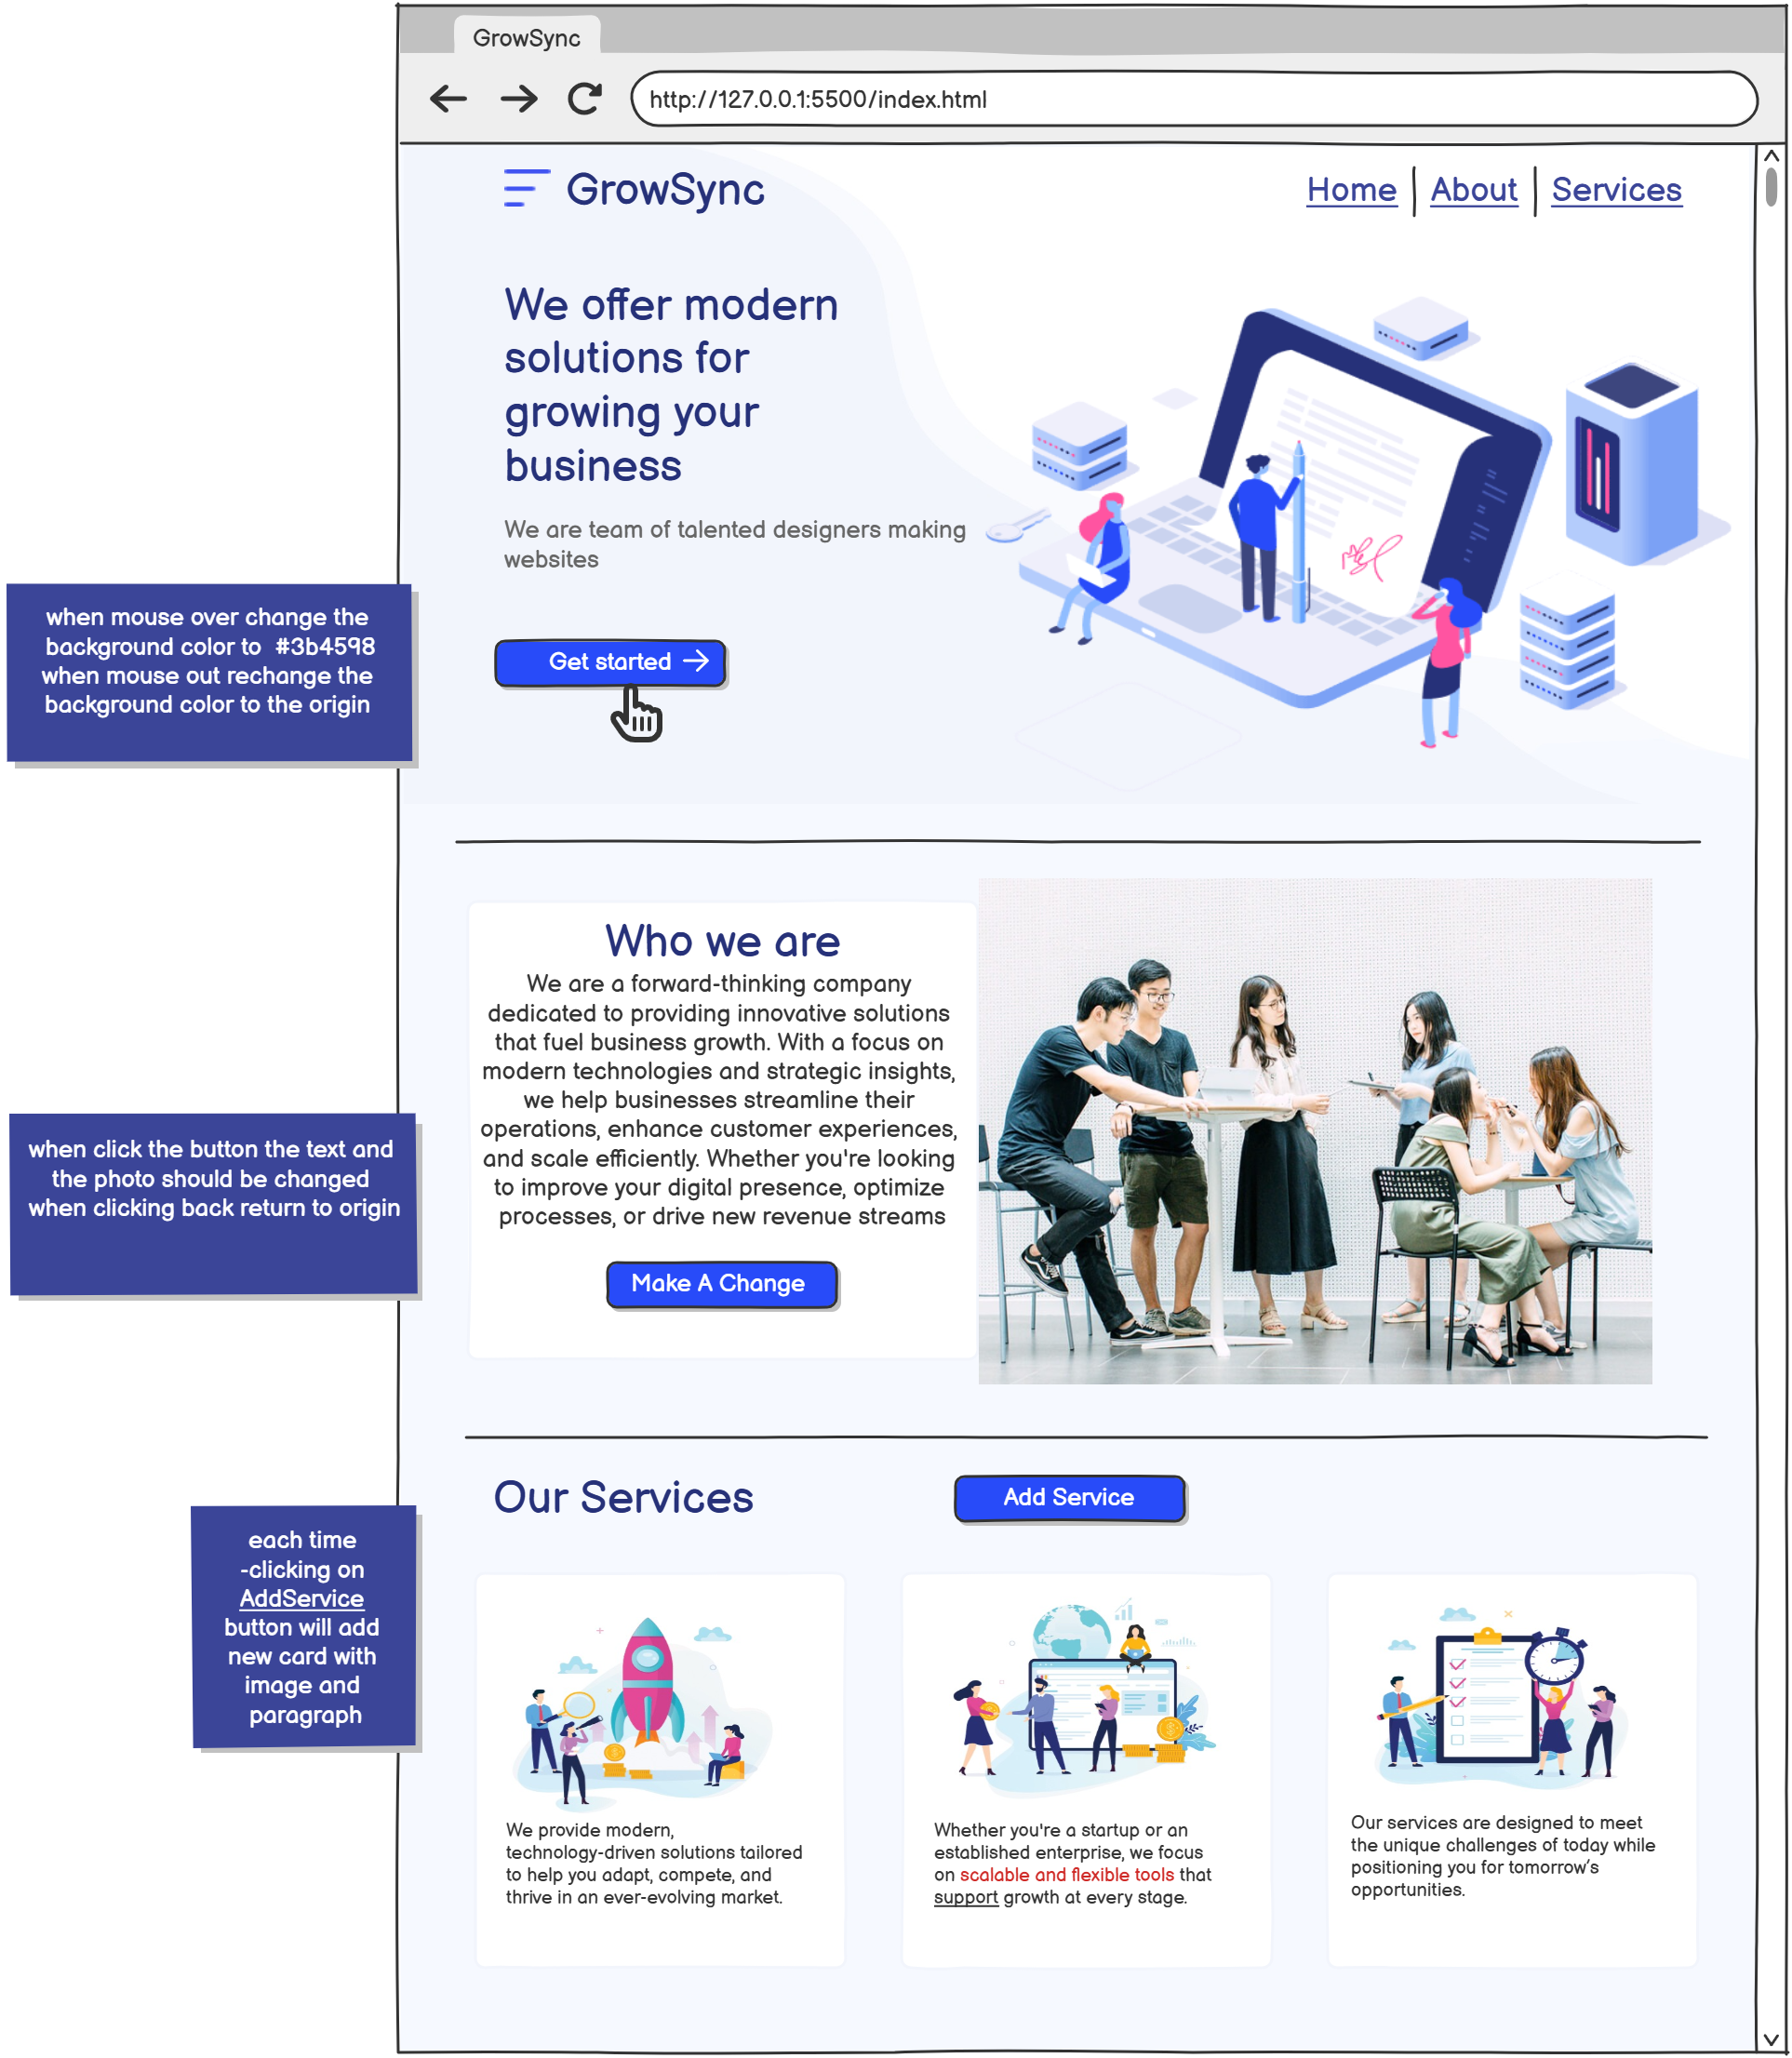 GrowSync
http://127.0.0.1:5500/index.html
GrowSync
Home
About
Services
We offer modern
solutions for
growing your
business
We are team of talented designers making
websites
when mouse over change the
background color to  #3b4598
when mouse out rechange the
background color to the origin
Get started
Who we are
We are a forward-thinking company
dedicated to providing innovative solutions
that fuel business growth. With a focus on
modern technologies and strategic insights,
we help businesses streamline their
operations, enhance customer experiences,
and scale efficiently. Whether you're looking
to improve your digital presence, optimize
processes, or drive new revenue streams
when click the button the text and
the photo should be changed
when clicking back return to origin
Make A Change
Our Services
Add Service
each time
-clicking on
AddService
button will add
new card with
image and
paragraph
We provide modern,
technology-driven solutions tailored
to help you adapt, compete, and
thrive in an ever-evolving market.
Whether you're a startup or an
established enterprise, we focus
on scalable and flexible tools that
support growth at every stage.
Our services are designed to meet
the unique challenges of today while
positioning you for tomorrow’s
opportunities.